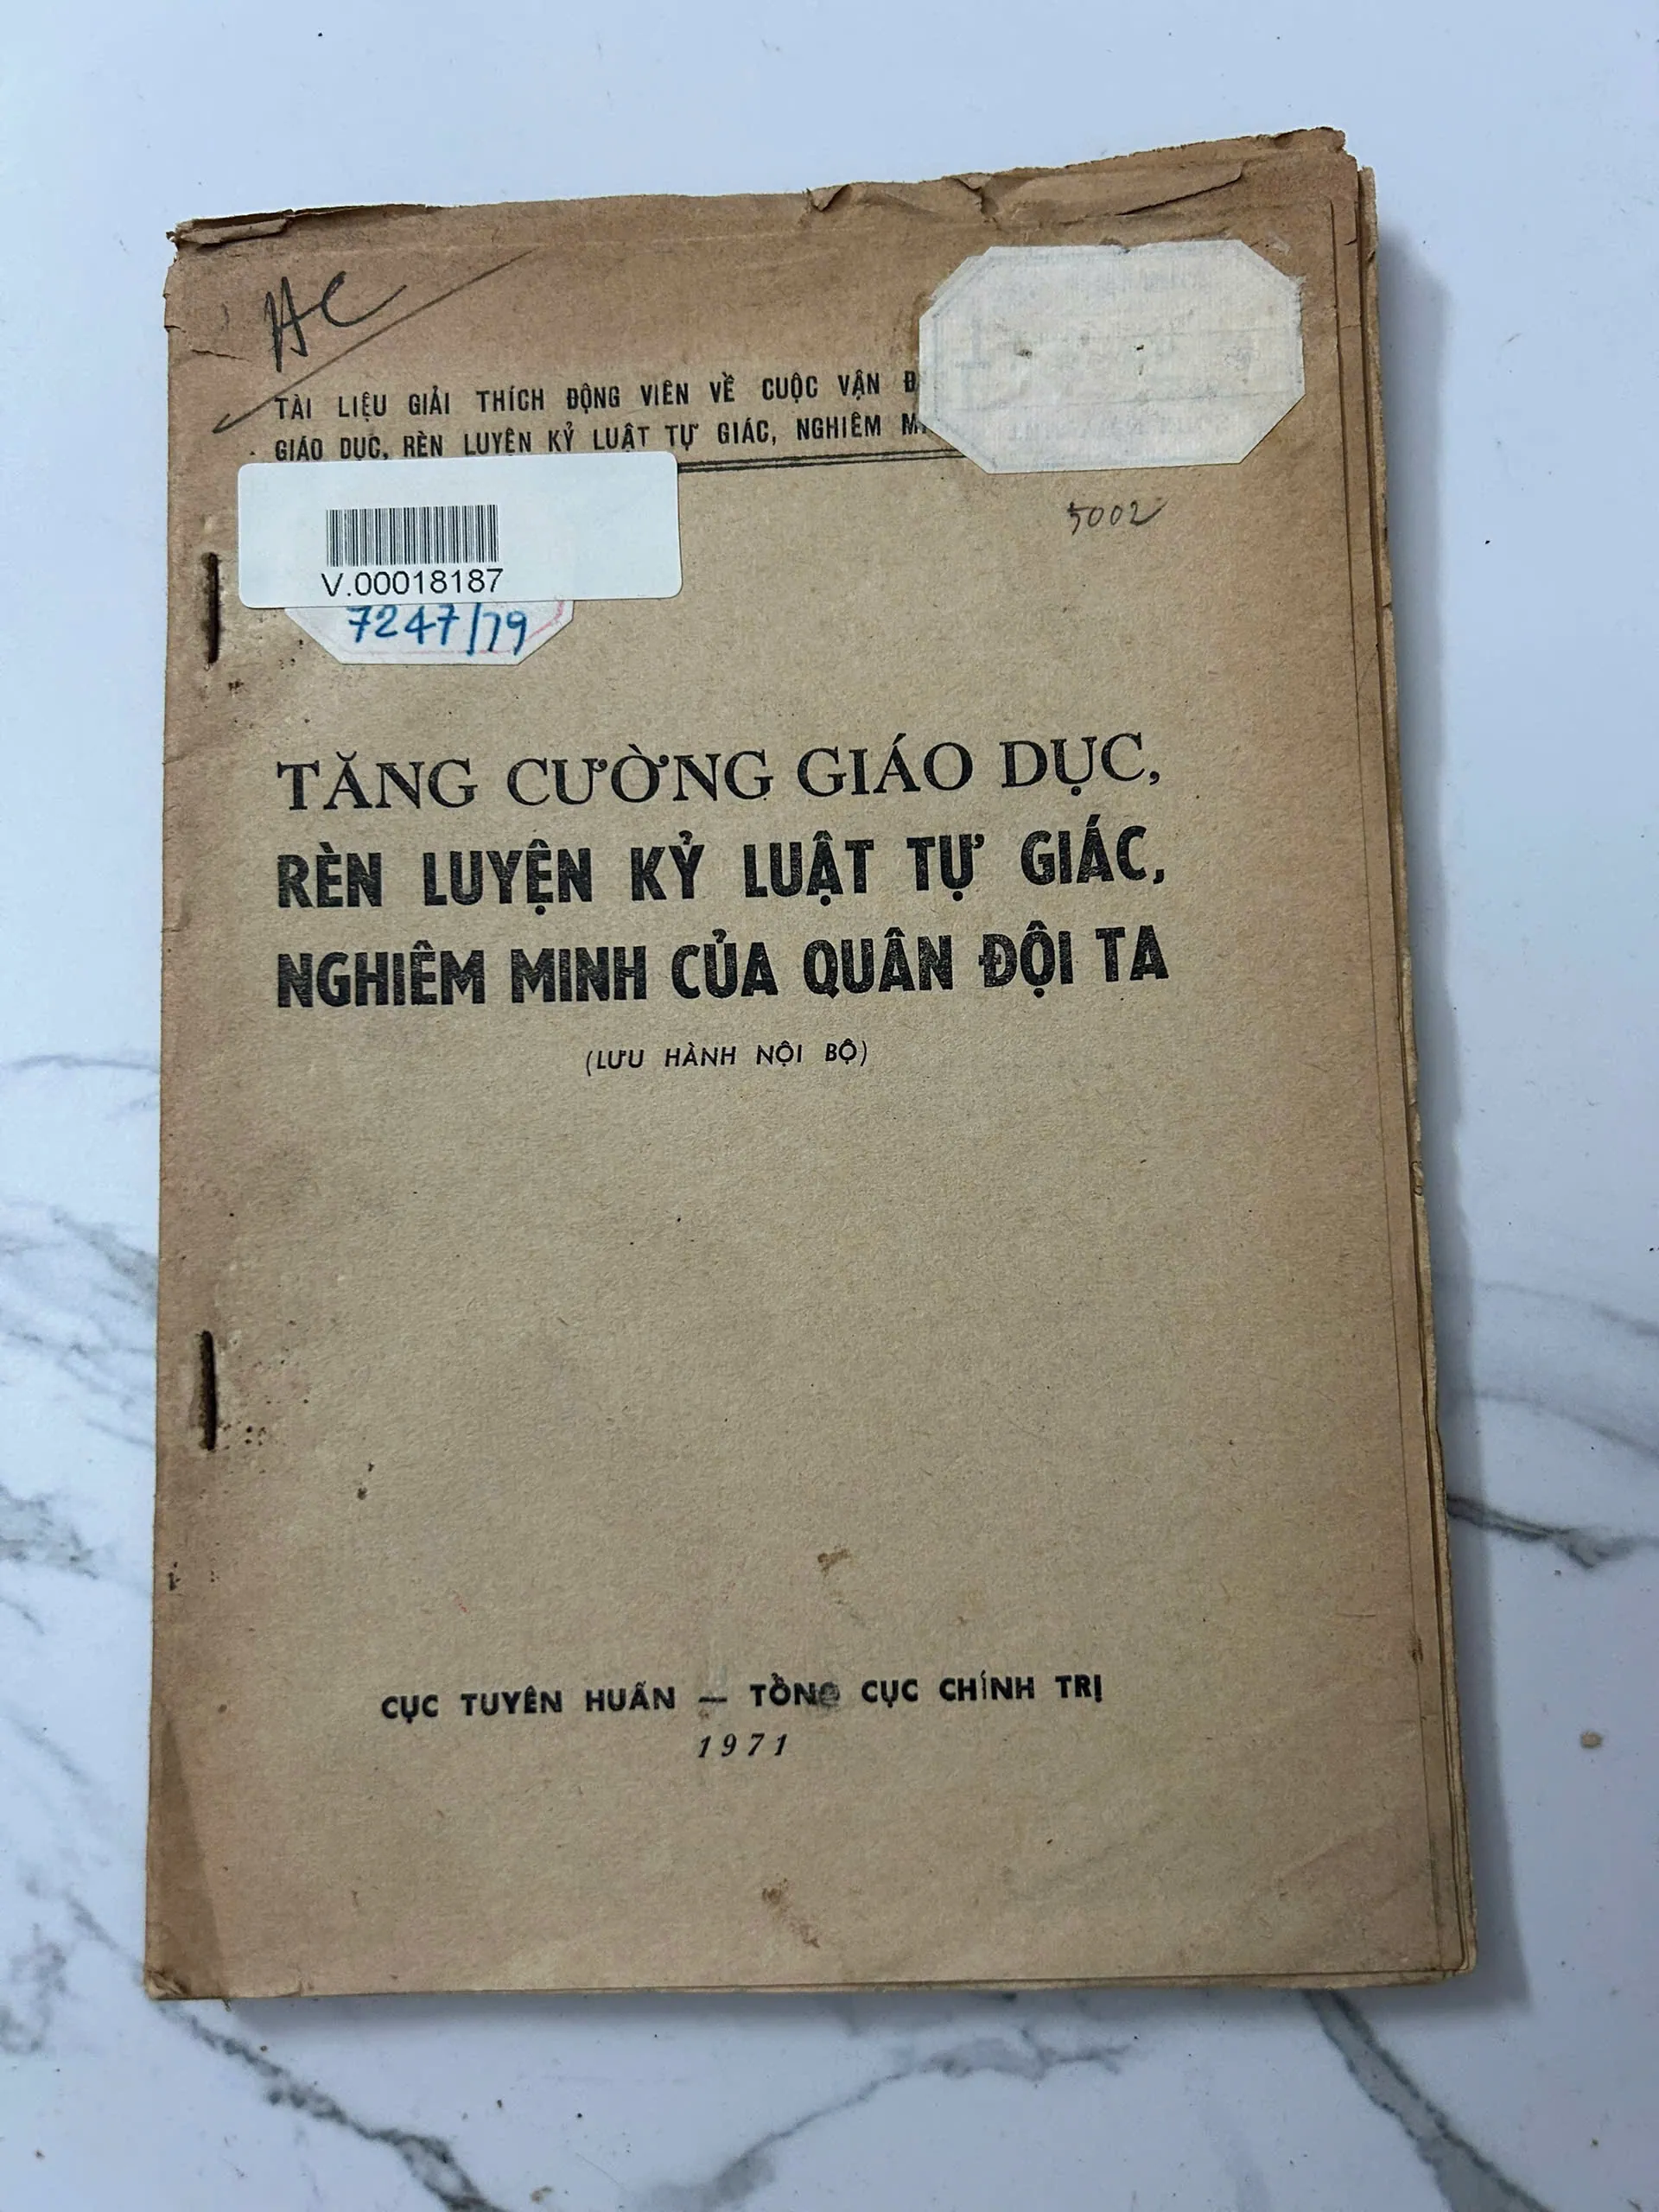 HC
TÀI LIỆU GIẢI THÍCH ĐỘNG VIÊN VỀ CUỘC VẬN
GIÁO DỤC, RÈN LUYỆN KỶ LUẬT TỰ GIÁC, NGHIÊM
5002
V.00018187
7247/79
TĂNG CƯỜNG GIÁO DỤC,
RÈN LUYỆN KỶ LUẬT TỰ GIÁC,
NGHIÊM MINH CỦA QUÂN ĐỘI TA
(LƯU HÀNH NỘI BỘ)
CỤC TUYÊN HUẤN — TỔNG CỤC CHÍNH TRỊ
1971